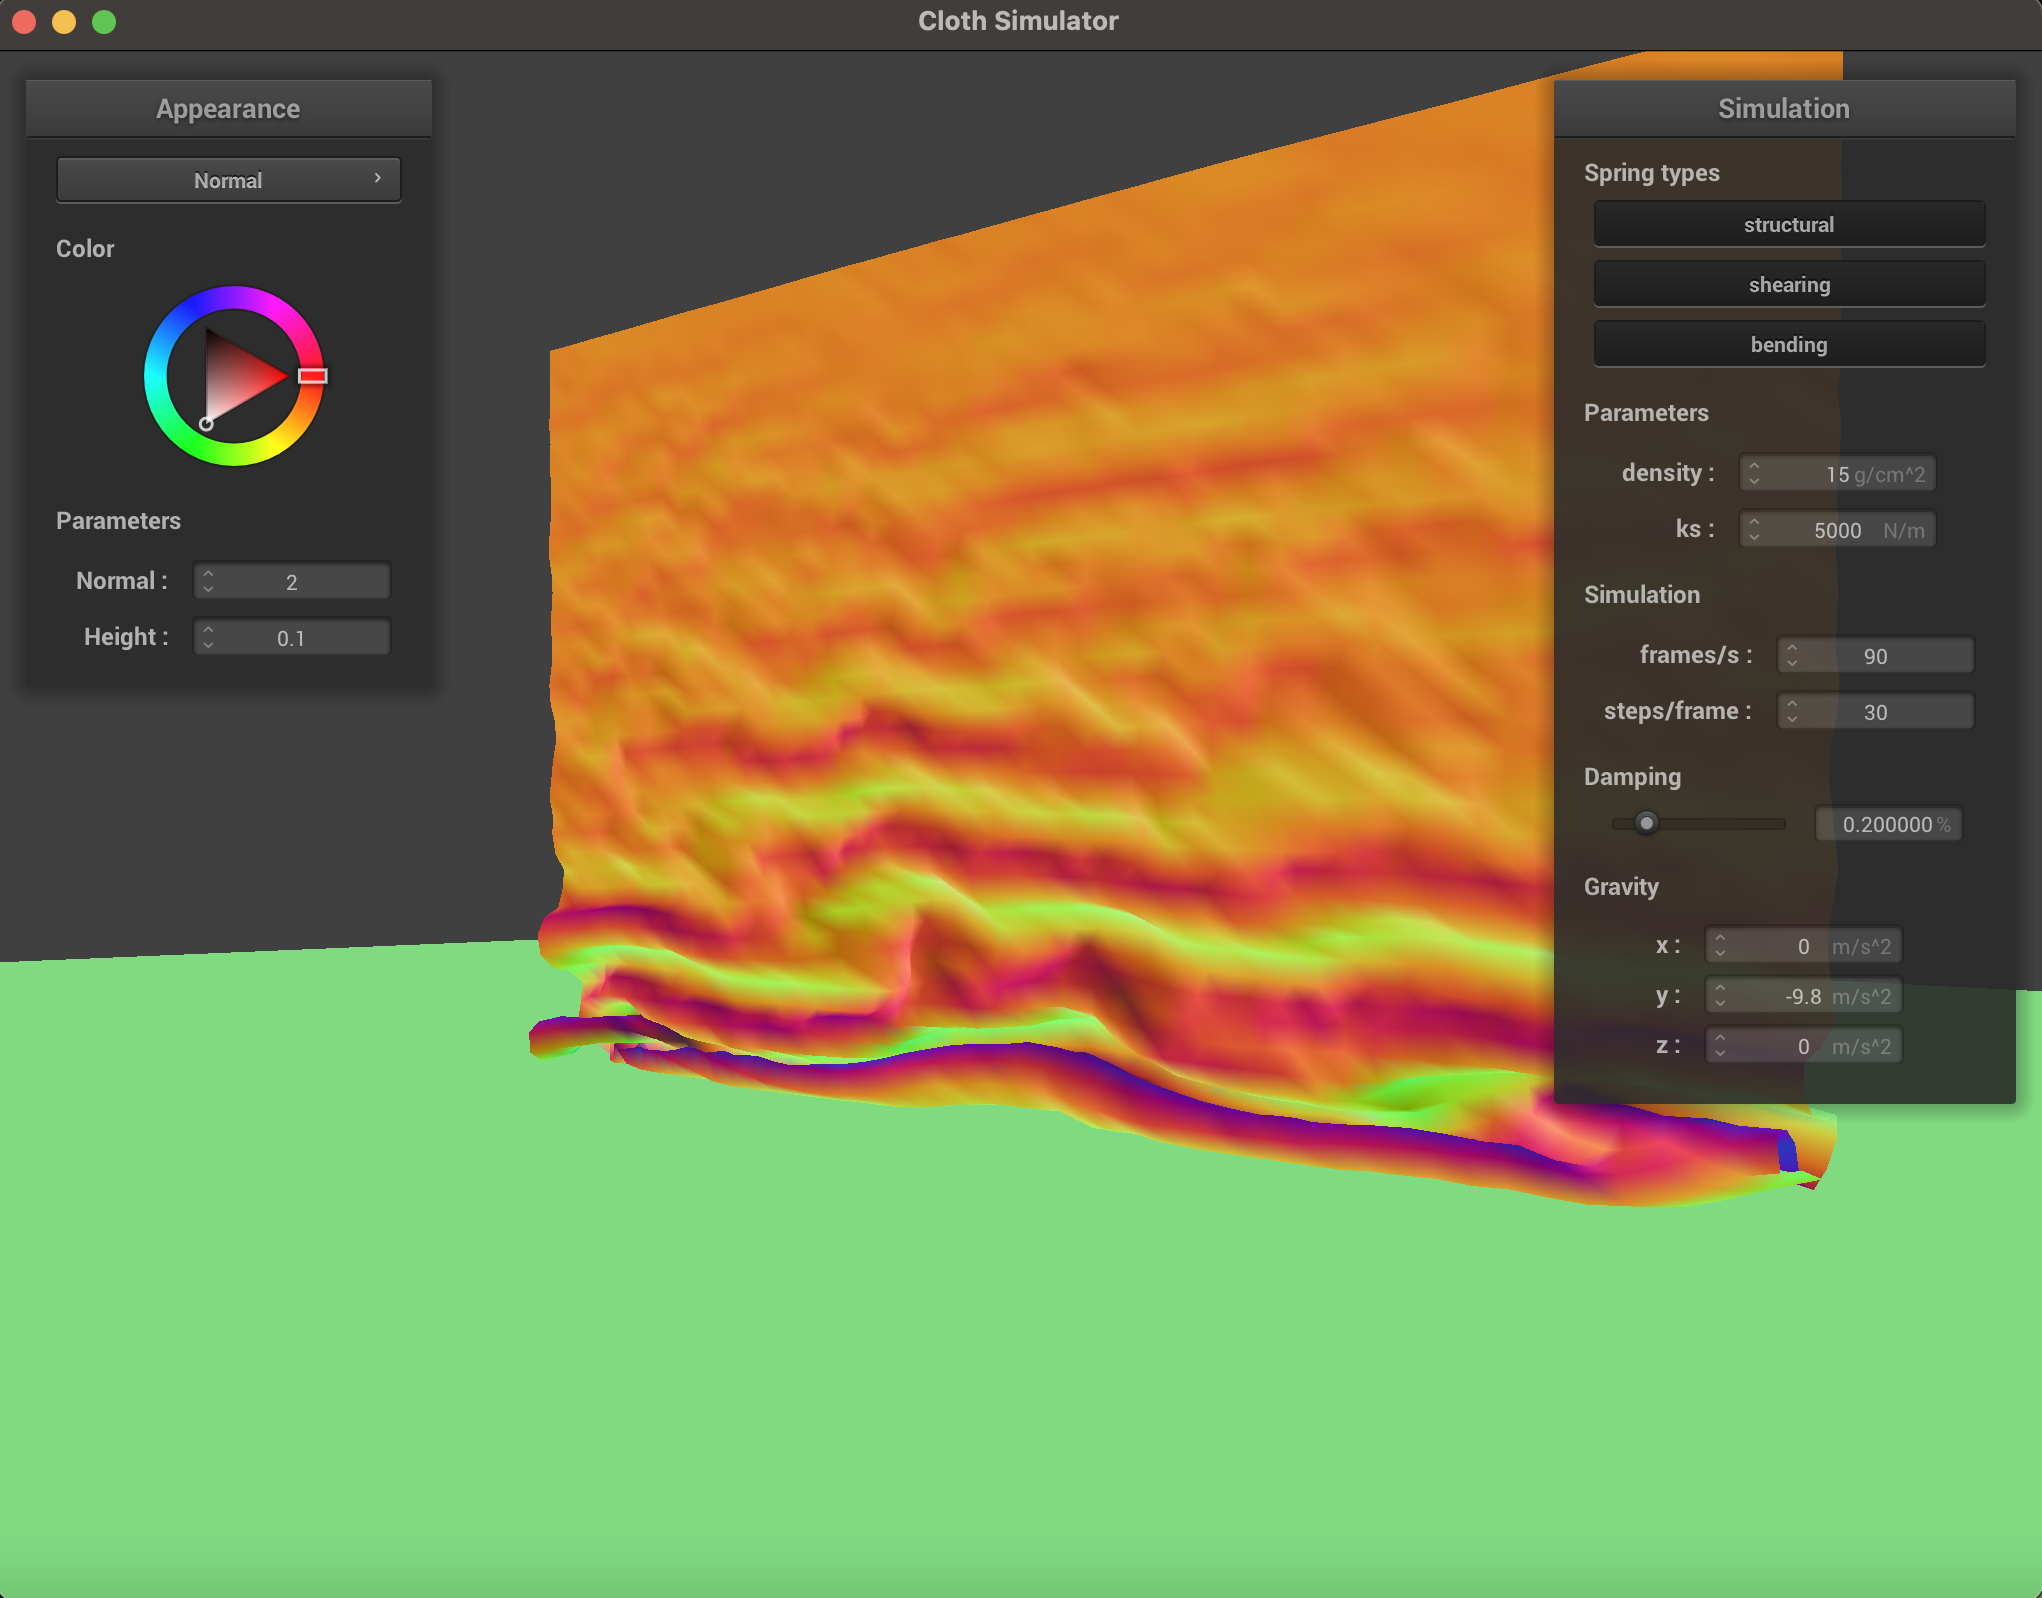 Cloth Simulator
Appearance
Normal
Color
Parameters
Normal : 2
Height : 0.1
Simulation
Spring types
structural
shearing
bending
Parameters
density : 15 g/cm^2
ks : 5000 N/m
Simulation
frames/s : 90
steps/frame : 30
Damping
0.200000 %
Gravity
x : 0 m/s^2
y : -9.8 m/s^2
z : 0 m/s^2